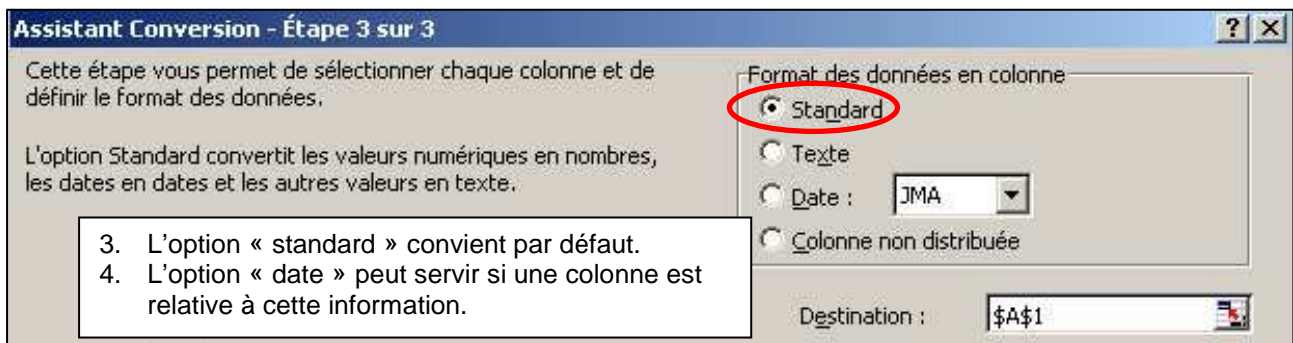 Assistant Conversion - Étape 3 sur 3
Cette étape vous permet de sélectionner chaque colonne et de
définir le format des données.
L'option Standard convertit les valeurs numériques en nombres,
les dates en dates et les autres valeurs en texte.
3. L'option « standard » convient par défaut.
4. L'option « date » peut servir si une colonne est
relative à cette information.
Format des données en colonne
Standard
Texte
Date : JMA
Colonne non distribuée
Destination : $A$1